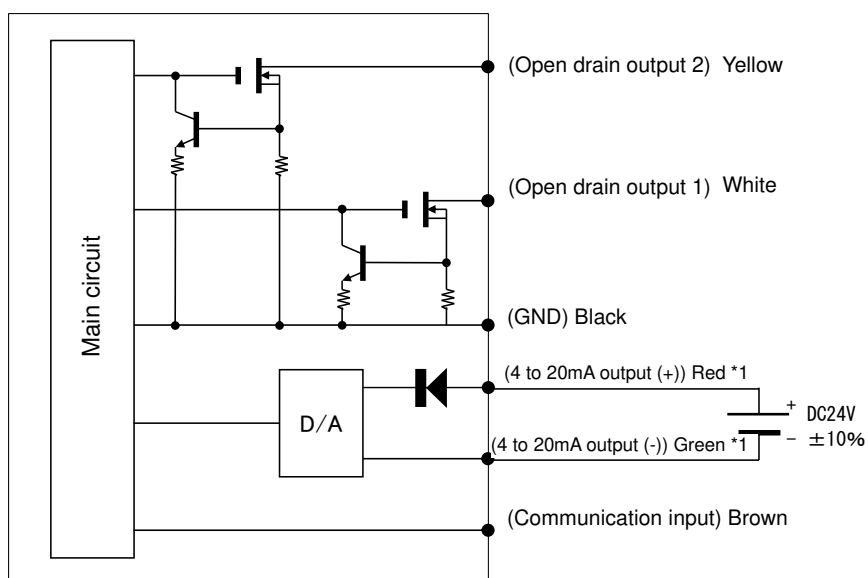 (Open drain output 2) Yellow
(Open drain output 1) White
Main circuit
(GND) Black
(4 to 20mA output (+)) Red *1
D/A
+
DC24V
−
±10%
(4 to 20mA output (-)) Green *1
(Communication input) Brown